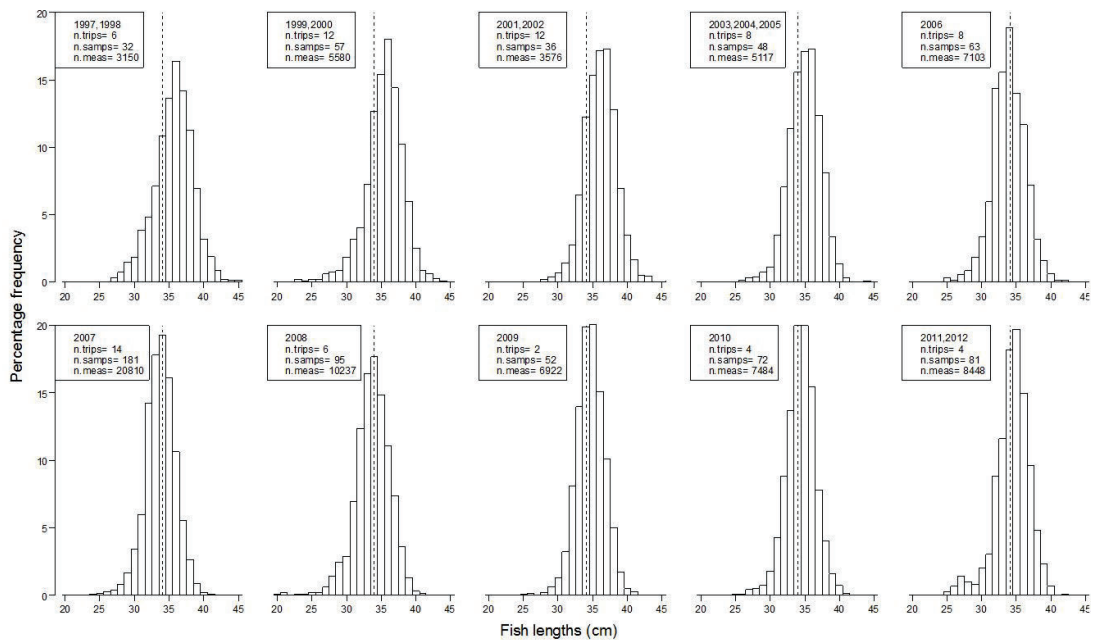 20
15
10
5
0
1997,1998
n.trips= 6
n.samps= 32
n.meas= 3150
1999,2000
n.trips= 12
n.samps= 57
n.meas= 5580
2001,2002
n.trips= 12
n.samps= 36
n.meas= 3576
2003,2004,2005
n.trips= 8
n.samps= 48
n.meas= 5117
2006
n.trips= 8
n.samps= 63
n.meas= 7103
20 25 30 35 40 45 20 25 30 35 40 45 20 25 30 35 40 45 20 25 30 35 40 45 20 25 30 35 40 45
Percentage frequency
20
15
10
5
0
2007
n.trips= 14
n.samps= 181
n.meas= 20810
2008
n.trips= 6
n.samps= 95
n.meas= 10237
2009
n.trips= 2
n.samps= 52
n.meas= 6922
2010
n.trips= 4
n.samps= 72
n.meas= 7484
2011,2012
n.trips= 4
n.samps= 81
n.meas= 8448
20 25 30 35 40 45 20 25 30 35 40 45 20 25 30 35 40 45 20 25 30 35 40 45 20 25 30 35 40 45
Fish lengths (cm)